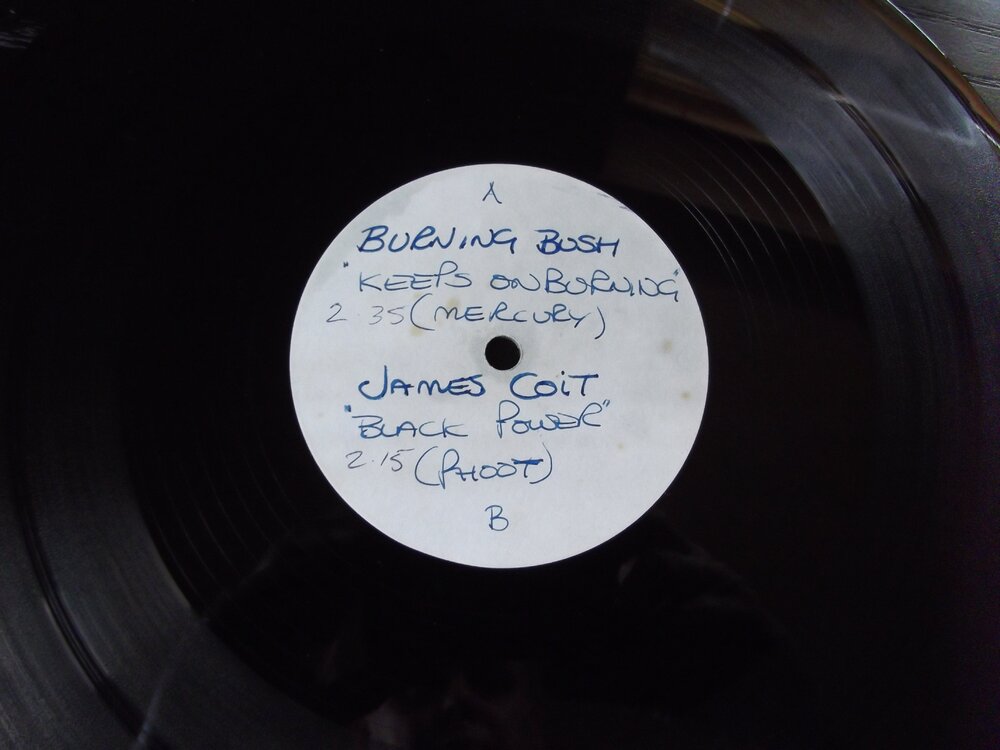 A
BURNING BUSH
"KEEPS ON BURNING"
2.35 (MERCURY)
JAMES COIT
"BLACK POWER"
2.15 (PHOOT)
B